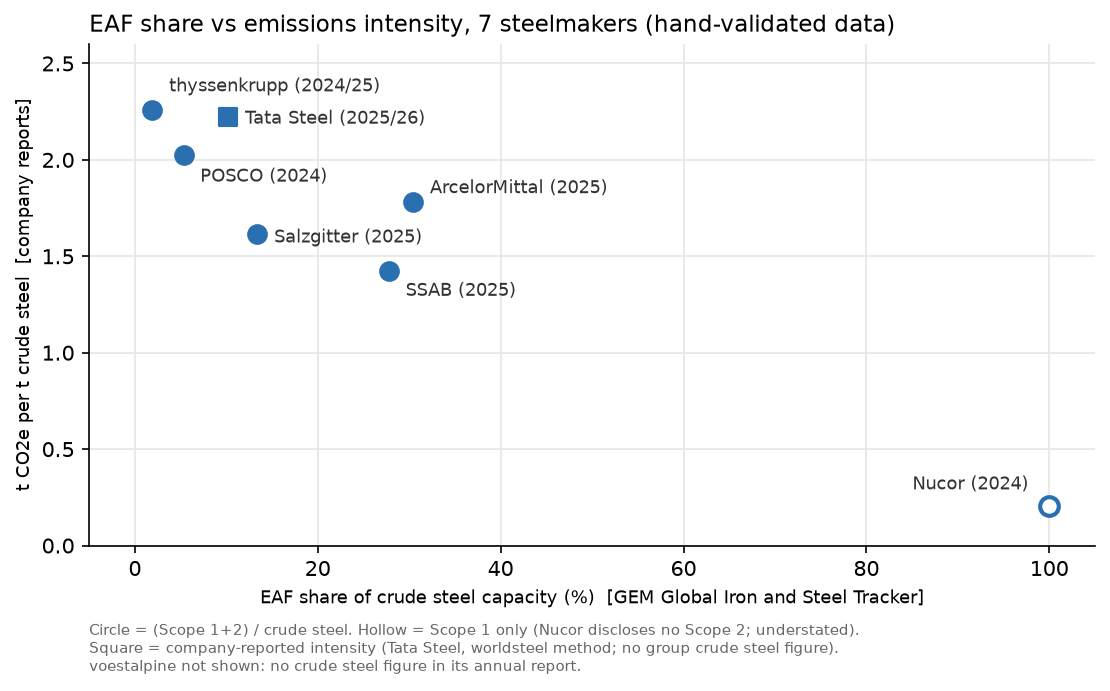 EAF share vs emissions intensity, 7 steelmakers (hand-validated data)
2.5
2.0
1.5
1.0
0.5
0.0
t CO2e per t crude steel [company reports]
thyssenkrupp (2024/25)
Tata Steel (2025/26)
POSCO (2024)
ArcelorMittal (2025)
Salzgitter (2025)
SSAB (2025)
Nucor (2024)
0 20 40 60 80 100
EAF share of crude steel capacity (%) [GEM Global Iron and Steel Tracker]
Circle = (Scope 1+2) / crude steel. Hollow = Scope 1 only (Nucor discloses no Scope 2; understated).
Square = company-reported intensity (Tata Steel, worldsteel method; no group crude steel figure).
voestalpine not shown: no crude steel figure in its annual report.